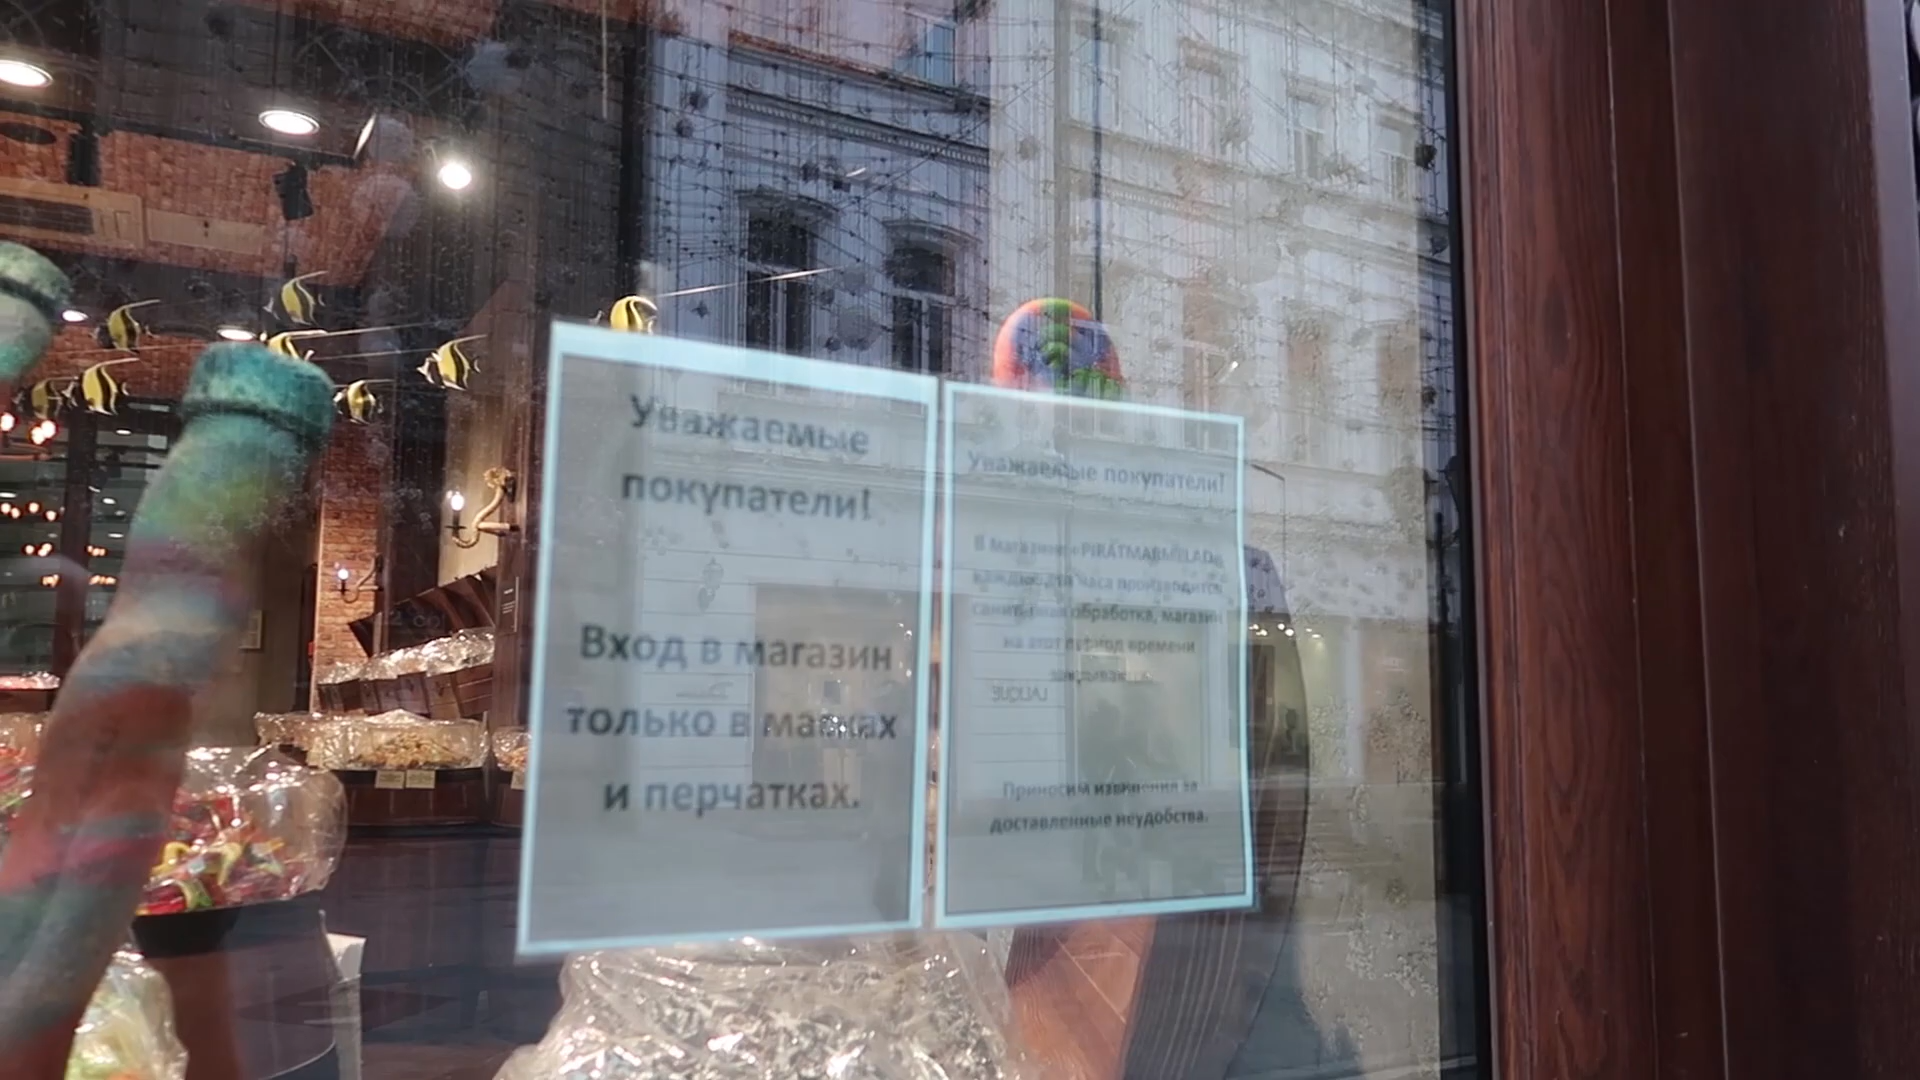 Уважаемые
покупатели!
Вход в магазин
только в масках
и перчатках.
Уважаемые покупатели!
В магазине «PIRATMARMELAD»
каждые два часа производится
санитарная обработка, магазин
на этот период времени
закрывается.
Приносим извинения за
доставленные неудобства.
LALIQUE